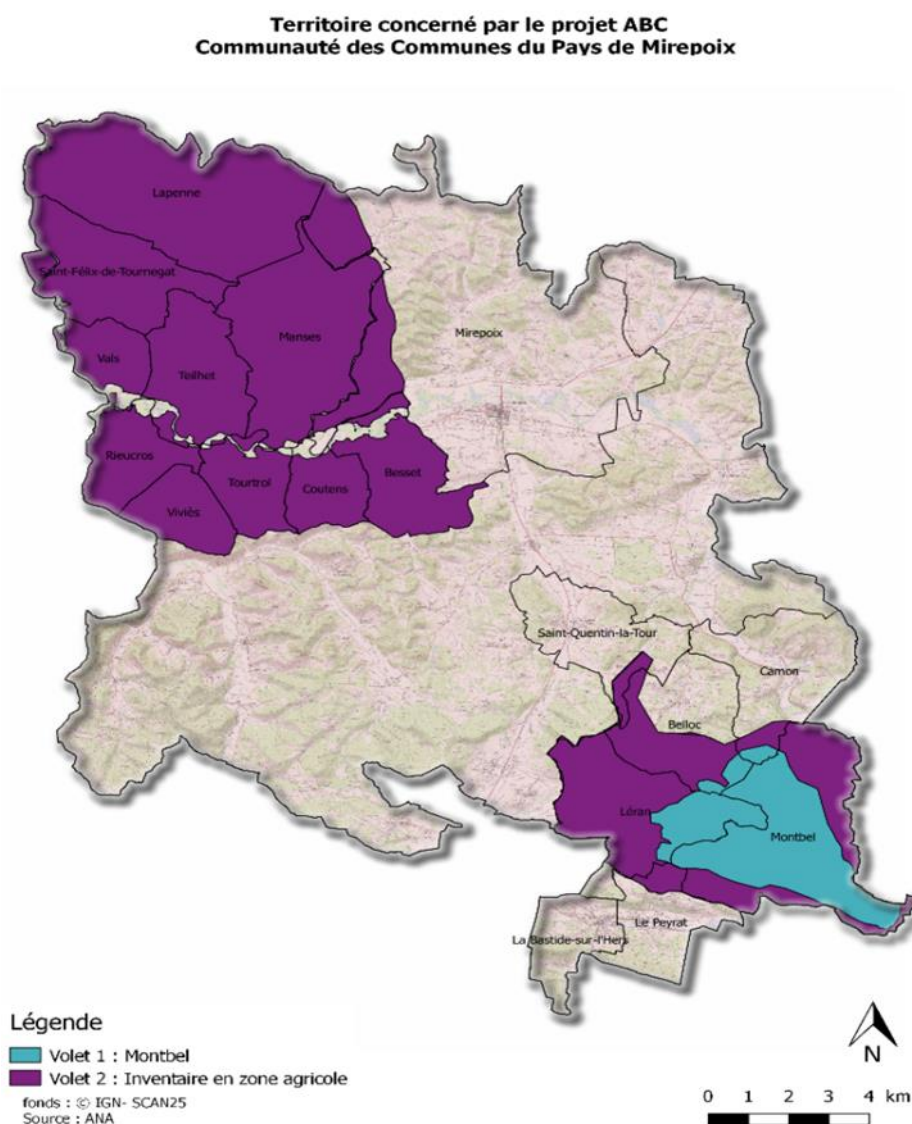 Territoire concerné par le projet ABC
Communauté des Communes du Pays de Mirepoix
Lapenne
Saint-Félix-de-Tournegat
Mirepoix
Manses
Vals
Teilhet
Rieucros
Besset
Tourtrol
Coutens
Viviès
Saint-Quentin-la-Tour
Camon
Belloc
Léran
Montbel
Le Peyrat
La Bastide-sur-l'Hers
Légende
Volet 1 : Montbel
Volet 2 : Inventaire en zone agricole
fonds : © IGN- SCAN25
Source : ANA
N
0 1 2 3 4 km